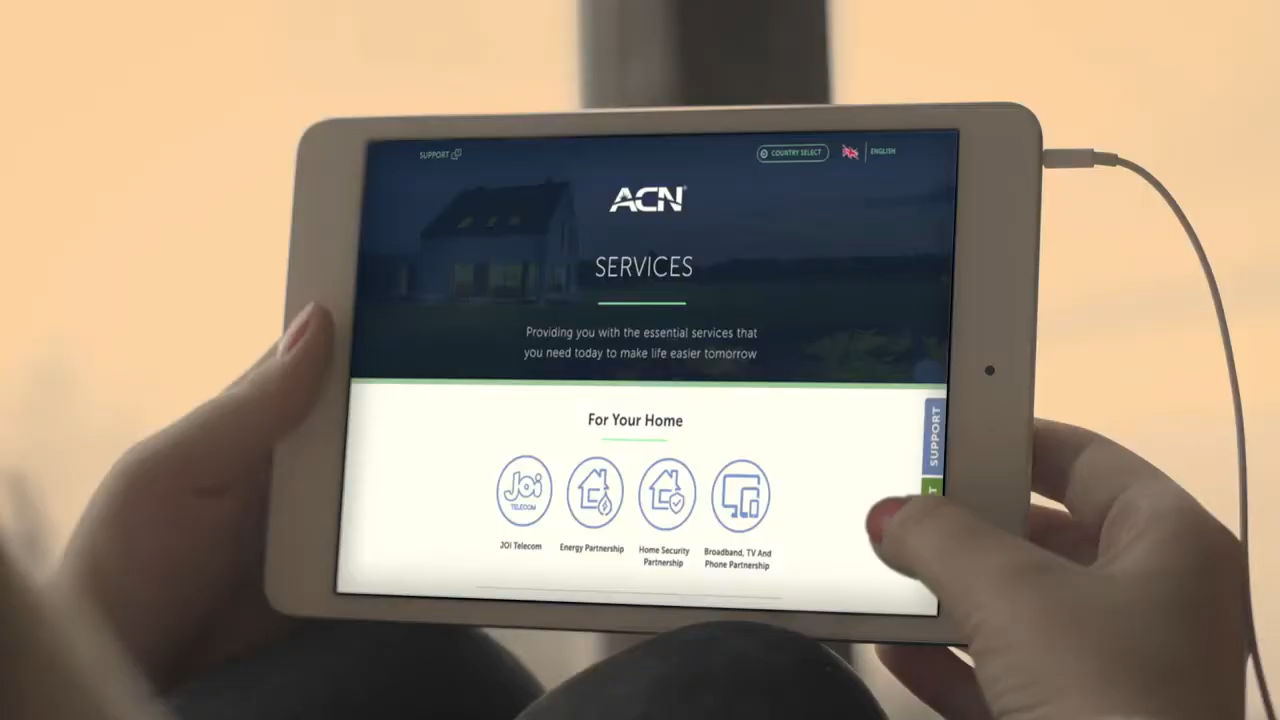 SUPPORT
COUNTRY SELECT
ENGLISH
ACN
SERVICES
Providing you with the essential services that
you need today to make life easier tomorrow
For Your Home
JOi
TELECOM
JOI Telecom
Energy Partnership
Home Security
Partnership
Broadband, TV And
Phone Partnership
SUPPORT
T